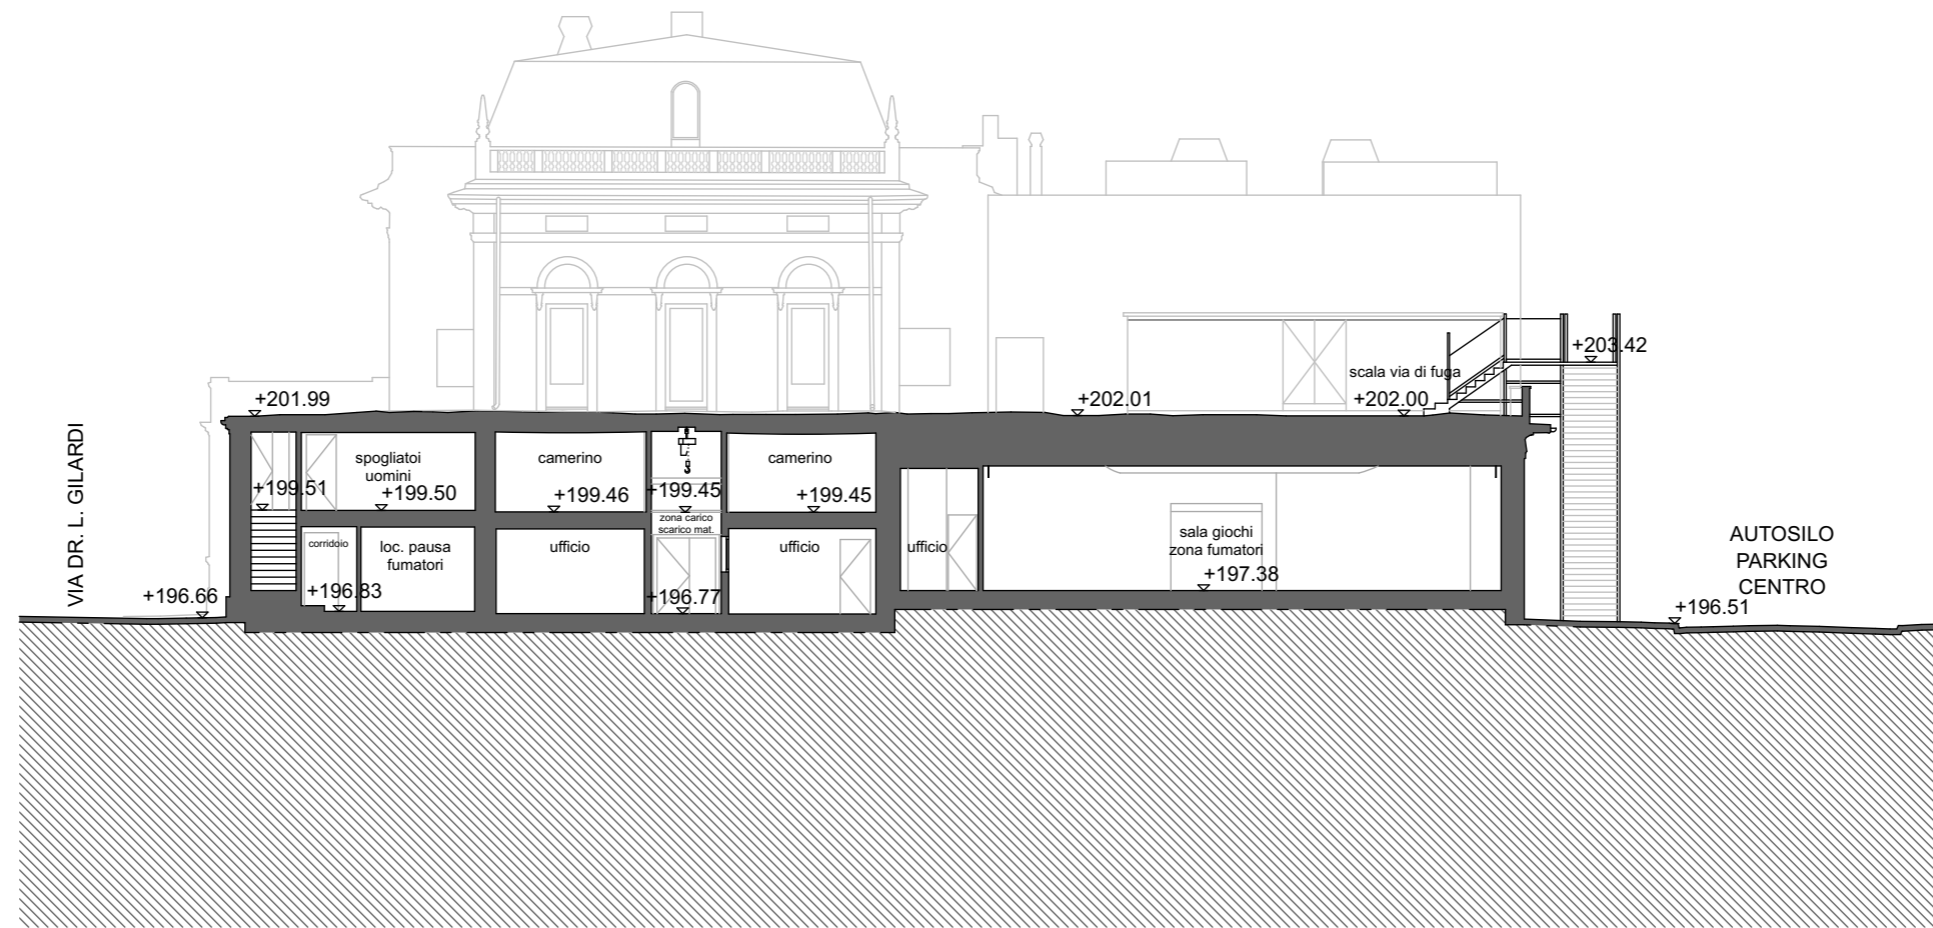 +203.42
scala via di fuga
+201.99
+202.01
+202.00
VIA DR. L. GILARDI
spogliatoi
uomini
camerino
camerino
+199.51
+199.50
+199.46
+199.45
+199.45
zona carico
scarico mat.
corridoio
loc. pausa
fumatori
ufficio
ufficio
ufficio
sala giochi
zona fumatori
AUTOSILO
PARKING
CENTRO
+197.38
+196.66
+196.83
+196.77
+196.51